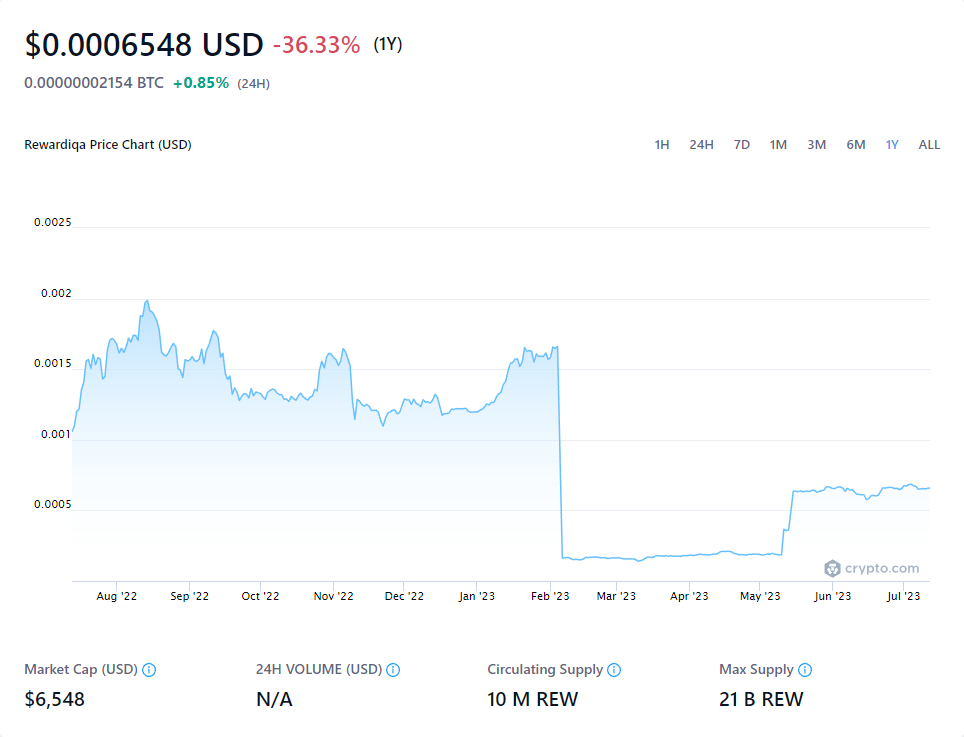 $0.0006548 USD -36.33% (1Y)
0.00000002154 BTC +0.85% (24H)
Rewardiqa Price Chart (USD) 1H 24H 7D 1M 3M 6M 1Y ALL
0.0025
0.002
0.0015
0.001
0.0005
crypto.com
Aug '22 Sep '22 Oct '22 Nov '22 Dec '22 Jan '23 Feb '23 Mar '23 Apr '23 May '23 Jun '23 Jul '23
Market Cap (USD) 24H VOLUME (USD) Circulating Supply Max Supply
$6,548 N/A 10 M REW 21 B REW